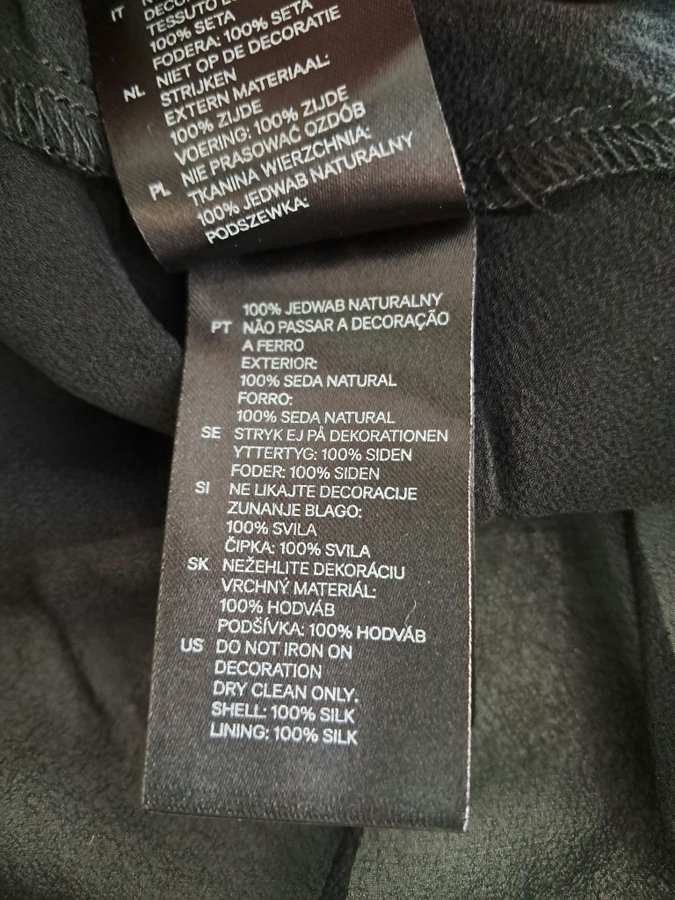 IT
DECOR
TESSUTO
100% SETA
FODERA: 100% SETA
NL NIET OP DE DECORATIE
STRIJKEN
EXTERN MATERIAAL:
100% ZIJDE
VOERING: 100% ZIJDE
PL NIE PRASOWAĆ OZDÓB
TKANINA WIERZCHNIA:
100% JEDWAB NATURALNY
PODSZEWKA:
100% JEDWAB NATURALNY
PT NÃO PASSAR A DECORAÇÃO
A FERRO
EXTERIOR:
100% SEDA NATURAL
FORRO:
100% SEDA NATURAL
SE STRYK EJ PÅ DEKORATIONEN
YTTERTYG: 100% SIDEN
FODER: 100% SIDEN
SI NE LIKAJTE DECORACIJE
ZUNANJE BLAGO:
100% SVILA
ČIPKA: 100% SVILA
SK NEŽEHLITE DEKORÁCIU
VRCHNÝ MATERIÁL:
100% HODVÁB
PODŠÍVKA: 100% HODVÁB
US DO NOT IRON ON
DECORATION
DRY CLEAN ONLY.
SHELL: 100% SILK
LINING: 100% SILK